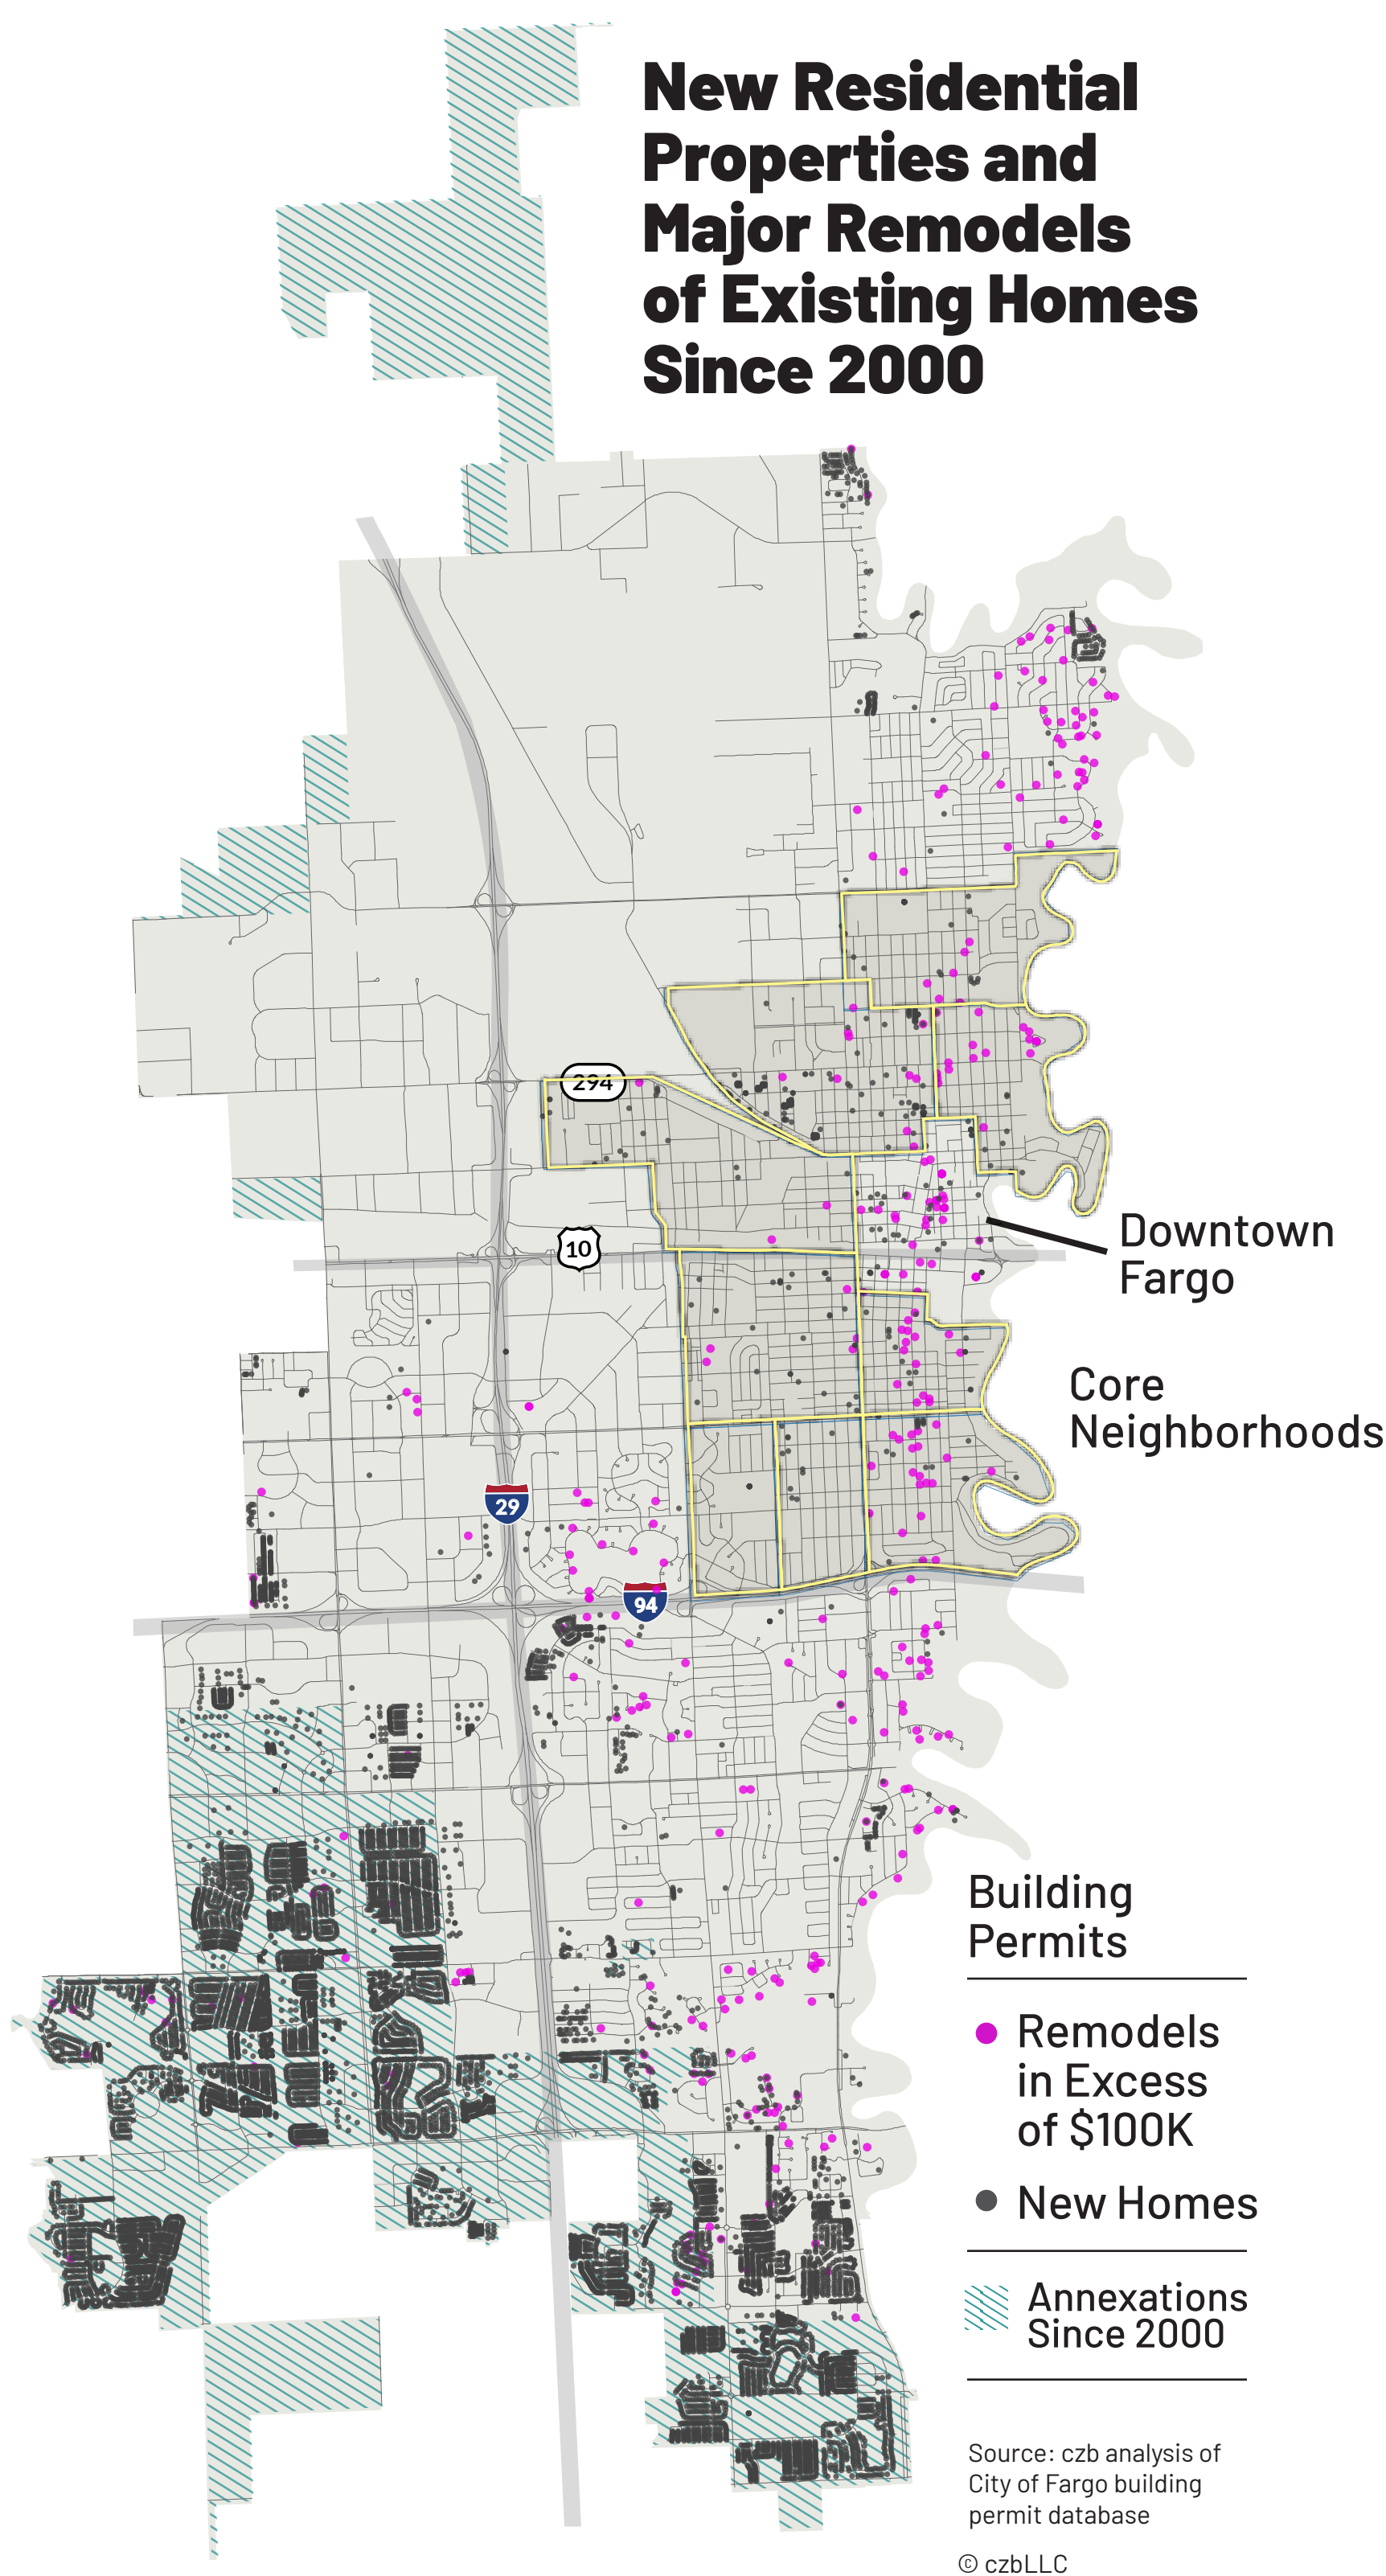 New Residential
Properties and
Major Remodels
of Existing Homes
Since 2000
294
Downtown
Fargo
10
Core
Neighborhoods
29
94
Building
Permits
Remodels
in Excess
of $100K
New Homes
Annexations
Since 2000
Source: czb analysis of
City of Fargo building
permit database
© czbLLC